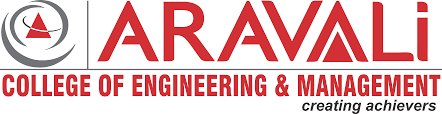 ARAVALi
COLLEGE OF ENGINEERING & MANAGEMENT
creating achievers